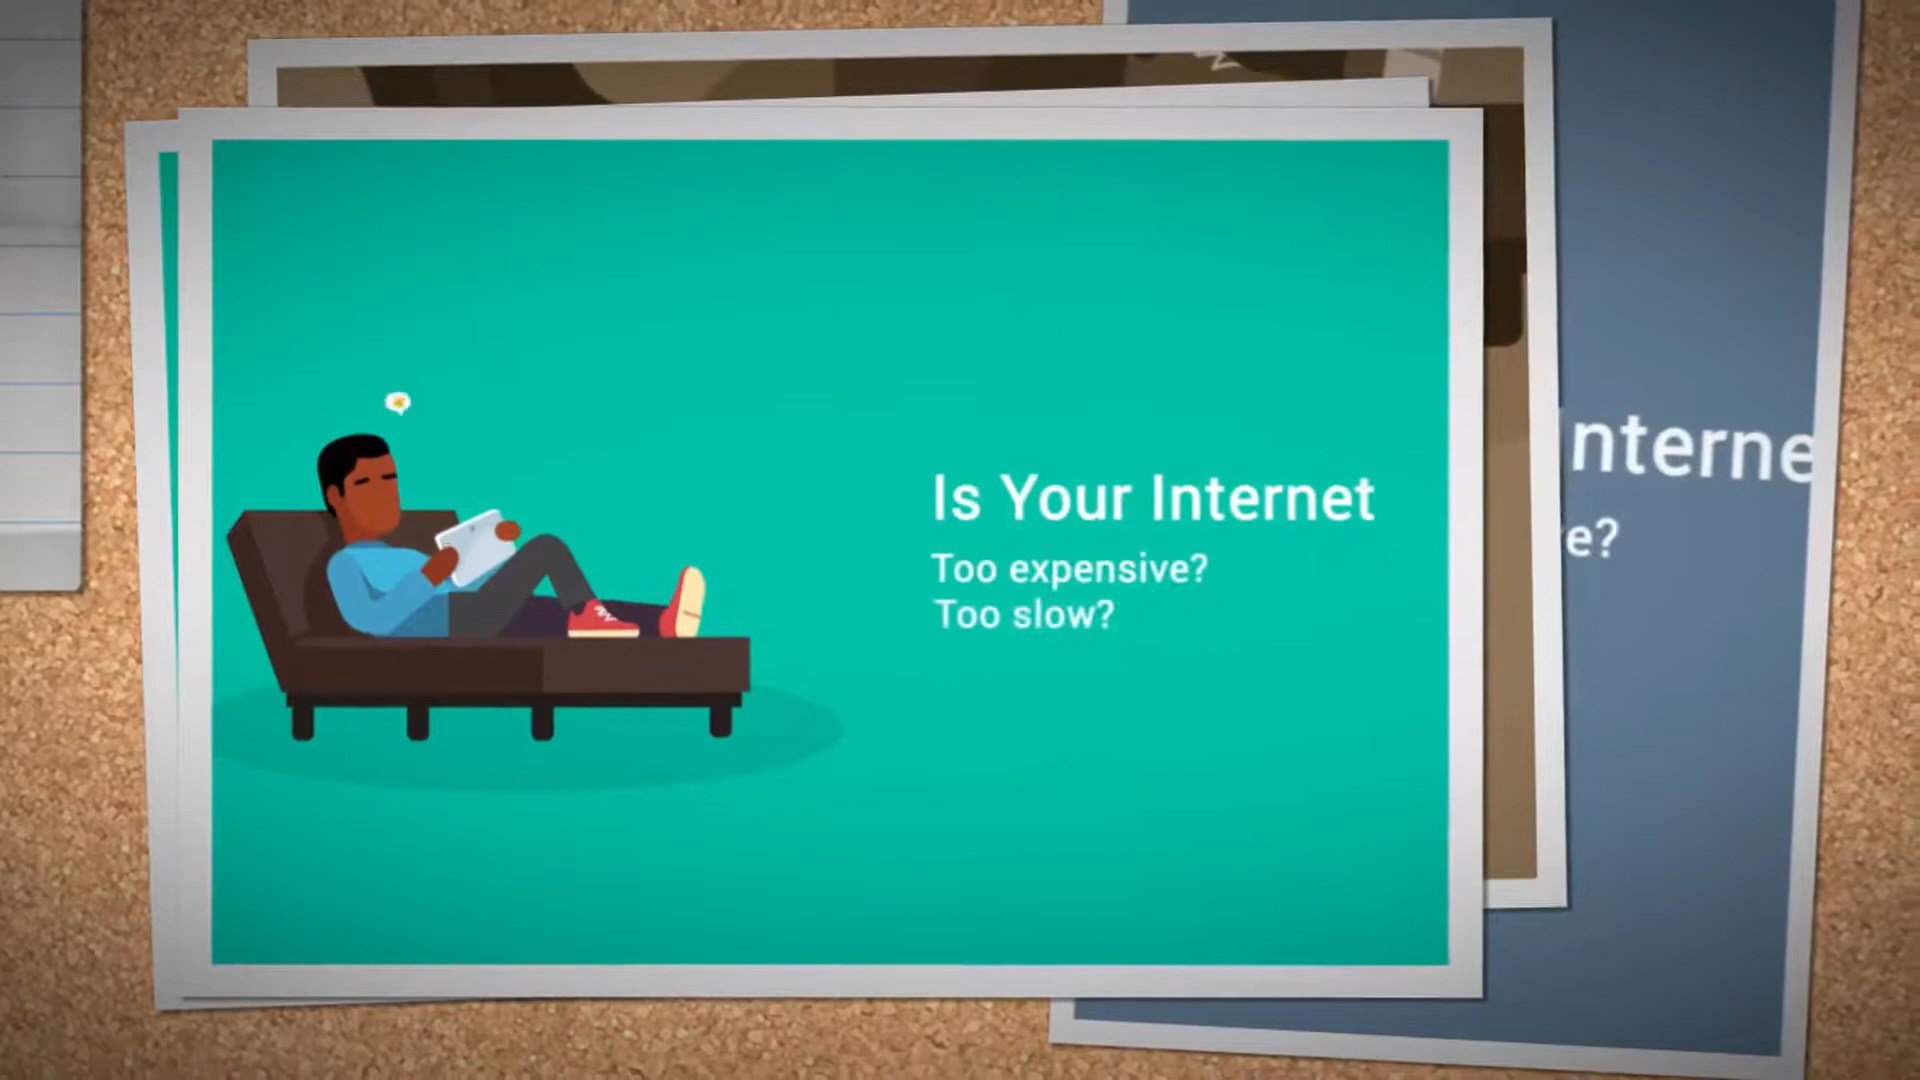 Is Your Internet
Too expensive?
Too slow?
nterne
e?